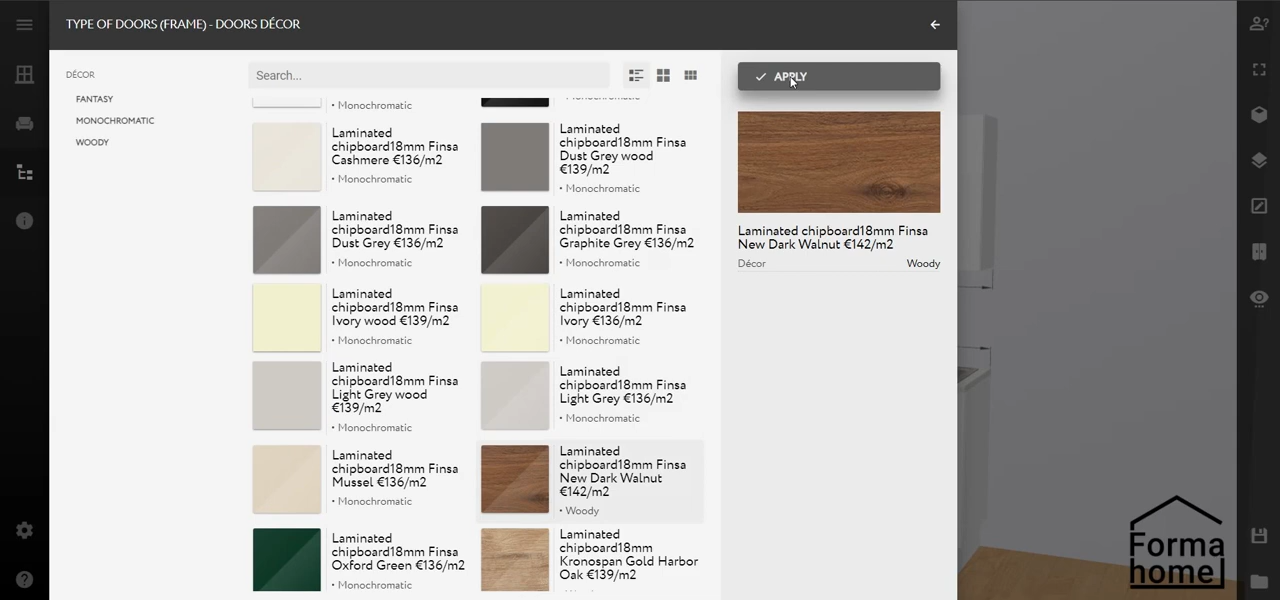 TYPE OF DOORS (FRAME) - DOORS DÉCOR
DÉCOR
FANTASY
MONOCHROMATIC
WOODY
Search...
• Monochromatic
• Monochromatic
Laminated
chipboard18mm Finsa
Cashmere €136/m2
• Monochromatic
Laminated
chipboard18mm Finsa
Dust Grey wood
€139/m2
• Monochromatic
Laminated
chipboard18mm Finsa
Dust Grey €136/m2
• Monochromatic
Laminated
chipboard18mm Finsa
Graphite Grey €136/m2
• Monochromatic
Laminated
chipboard18mm Finsa
Ivory wood €139/m2
• Monochromatic
Laminated
chipboard18mm Finsa
Ivory €136/m2
• Monochromatic
Laminated
chipboard18mm Finsa
Light Grey wood
€139/m2
• Monochromatic
Laminated
chipboard18mm Finsa
Light Grey €136/m2
• Monochromatic
Laminated
chipboard18mm Finsa
Mussel €136/m2
• Monochromatic
Laminated
chipboard18mm Finsa
New Dark Walnut
€142/m2
• Woody
Laminated
chipboard18mm Finsa
Oxford Green €136/m2
• Monochromatic
Laminated
chipboard18mm
Kronospan Gold Harbor
Oak €139/m2
APPLY
Laminated chipboard18mm Finsa
New Dark Walnut €142/m2
Décor Woody
Forma
home